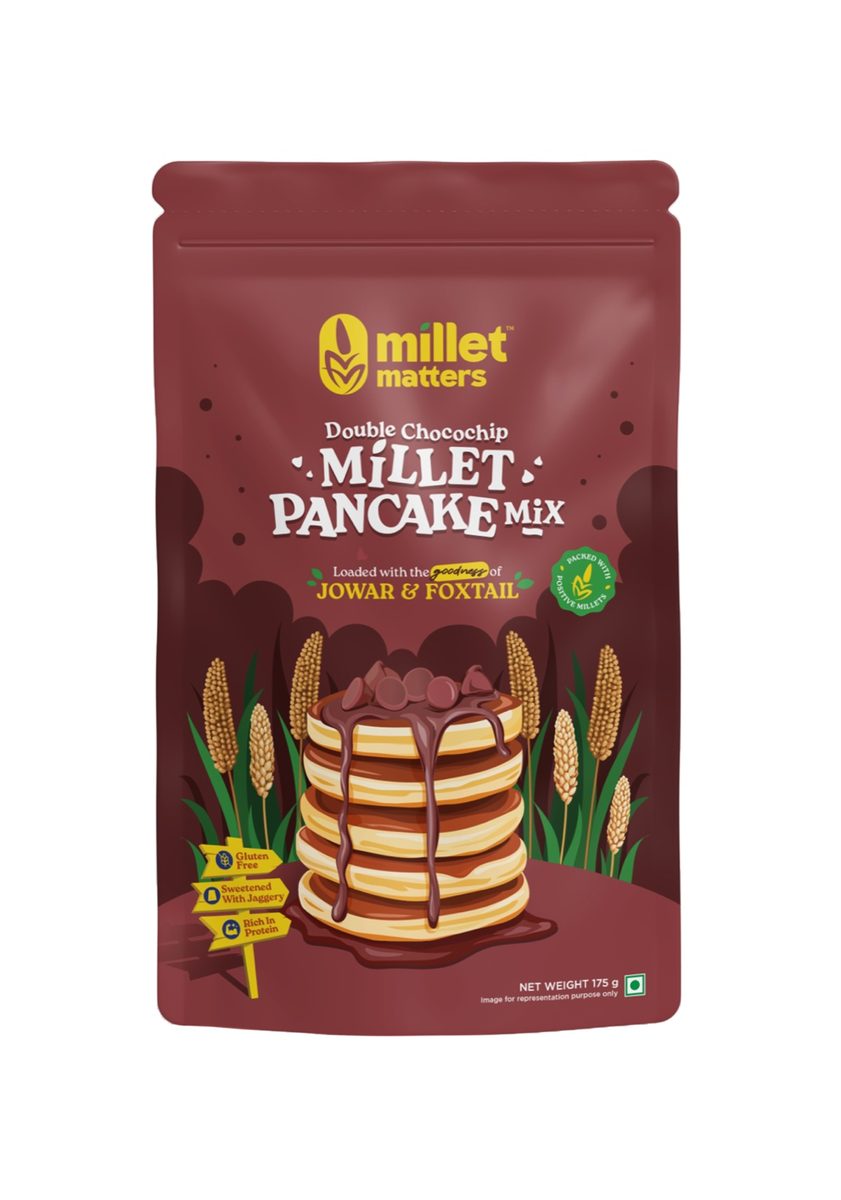 millet™
matters
Double Chocochip
MiLLET
PANCAKE MiX
Loaded with the goodness of
JOWAR & FOXTAIL
PACKED WITH
POSITIVE MILLETS
Gluten
Free
Sweetened
With Jaggery
Rich In
Protein
NET WEIGHT 175 g
Image for representation purpose only